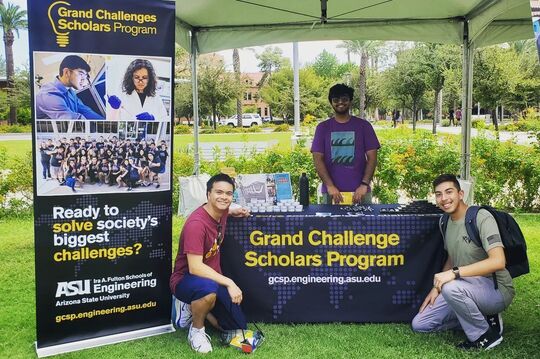 Grand Challenges
Scholars Program
Ready to
solve society's
biggest
challenges?
ASU Ira A. Fulton Schools of
Engineering
Arizona State University
gcsp.engineering.asu.edu
Grand Challenge
Scholars Program
gcsp.engineering.asu.edu